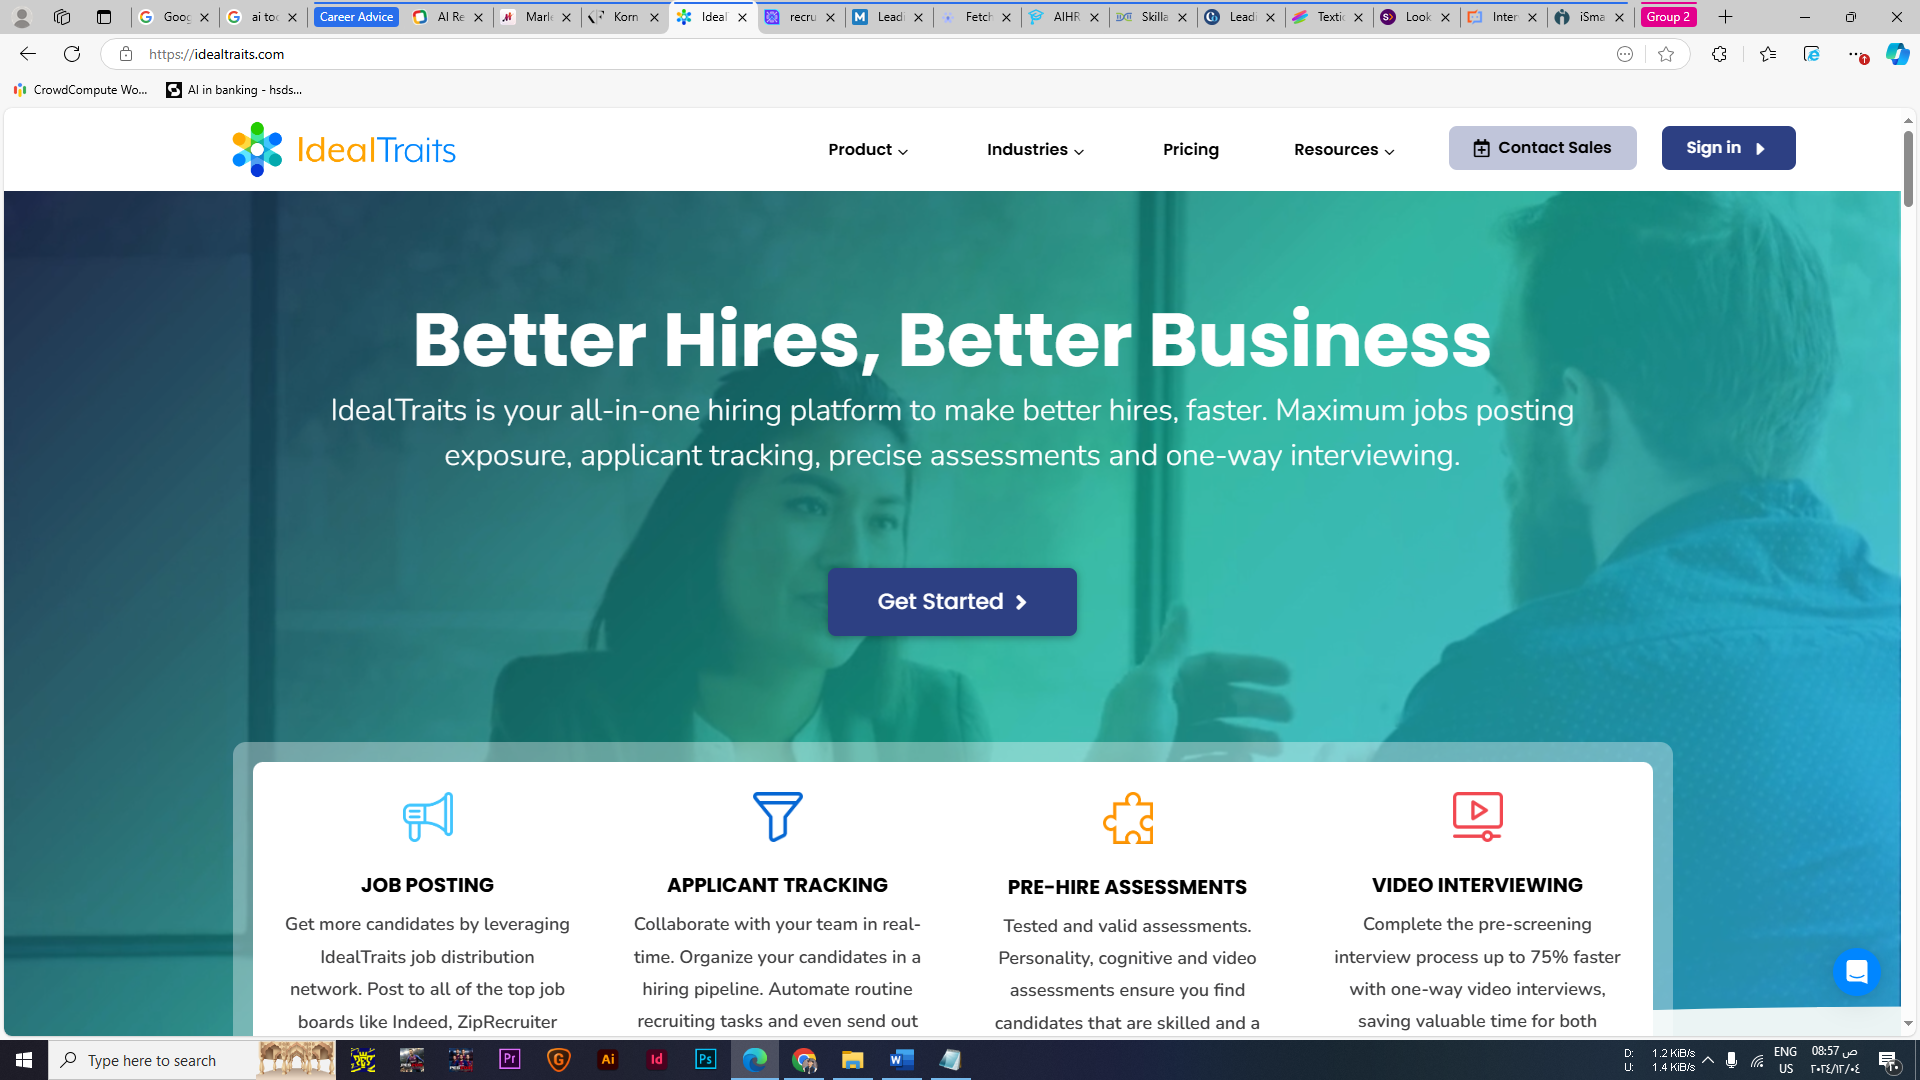 Goog
ai too
Career Advice
AI Re
Mark
Korn
Ideal
recru
Leadi
Fetch
AIHR
Skilla
Leadi
Textio
Look
Inter
iSma
Group 2
https://idealtraits.com
CrowdCompute Wo...
AI in banking - hsds...
IdealTraits
Product
Industries
Pricing
Resources
Contact Sales
Sign in
Better Hires, Better Business
IdealTraits is your all-in-one hiring platform to make better hires, faster. Maximum jobs posting
exposure, applicant tracking, precise assessments and one-way interviewing.
Get Started
JOB POSTING
Get more candidates by leveraging
IdealTraits job distribution
network. Post to all of the top job
boards like Indeed, ZipRecruiter
APPLICANT TRACKING
Collaborate with your team in real-
time. Organize your candidates in a
hiring pipeline. Automate routine
recruiting tasks and even send out
PRE-HIRE ASSESSMENTS
Tested and valid assessments.
Personality, cognitive and video
assessments ensure you find
candidates that are skilled and a
VIDEO INTERVIEWING
Complete the pre-screening
interview process up to 75% faster
with one-way video interviews,
saving valuable time for both
Type here to search
Pr
Ai
Id
Ps
D: 1.2 KiB/s
U: 1.4 KiB/s
ENG
US
08:57 ص
٢٠٢٤/١٢/٠٤